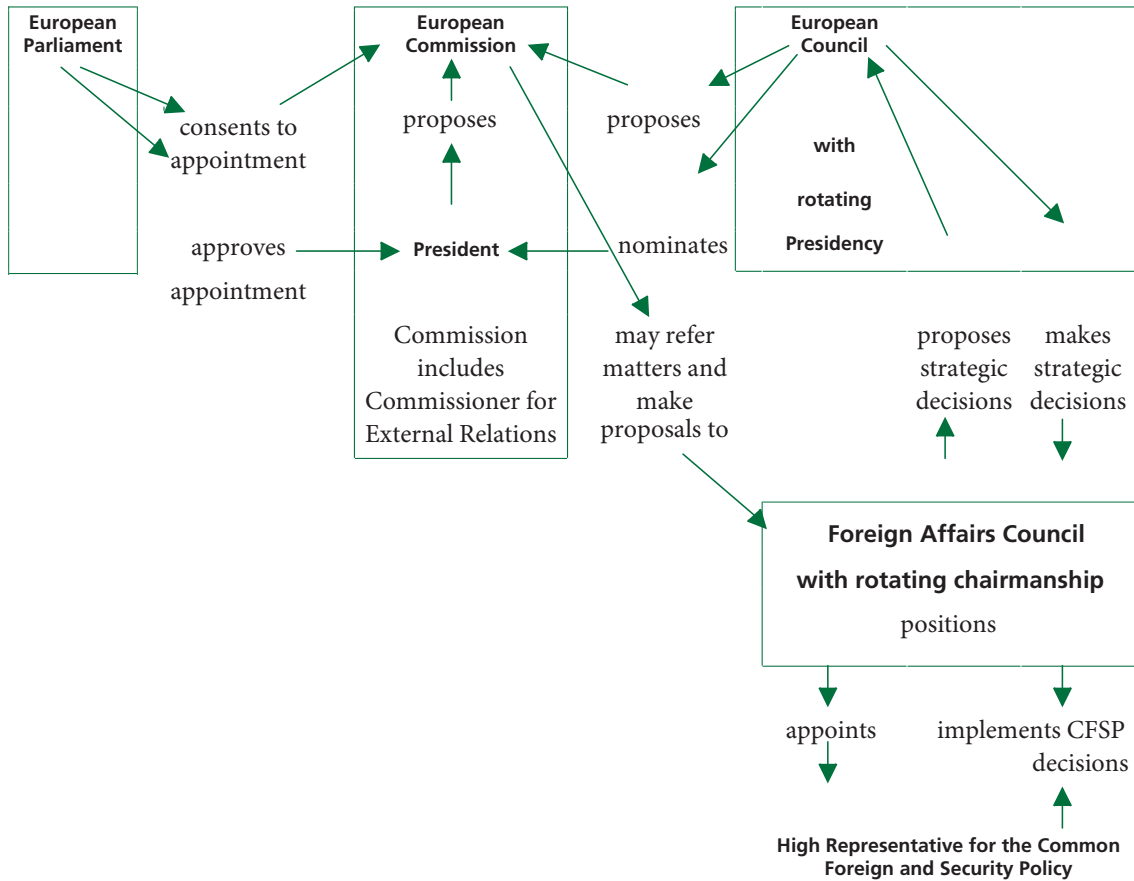 European
Parliament
European
Commission
European
Council
consents to
appointment
proposes
proposes
with
rotating
Presidency
approves
appointment
President
nominates
Commission
includes
Commissioner for
External Relations
may refer
matters and
make
proposals to
proposes
strategic
decisions
makes
strategic
decisions
Foreign Affairs Council
with rotating chairmanship
positions
appoints
implements CFSP
decisions
High Representative for the Common
Foreign and Security Policy